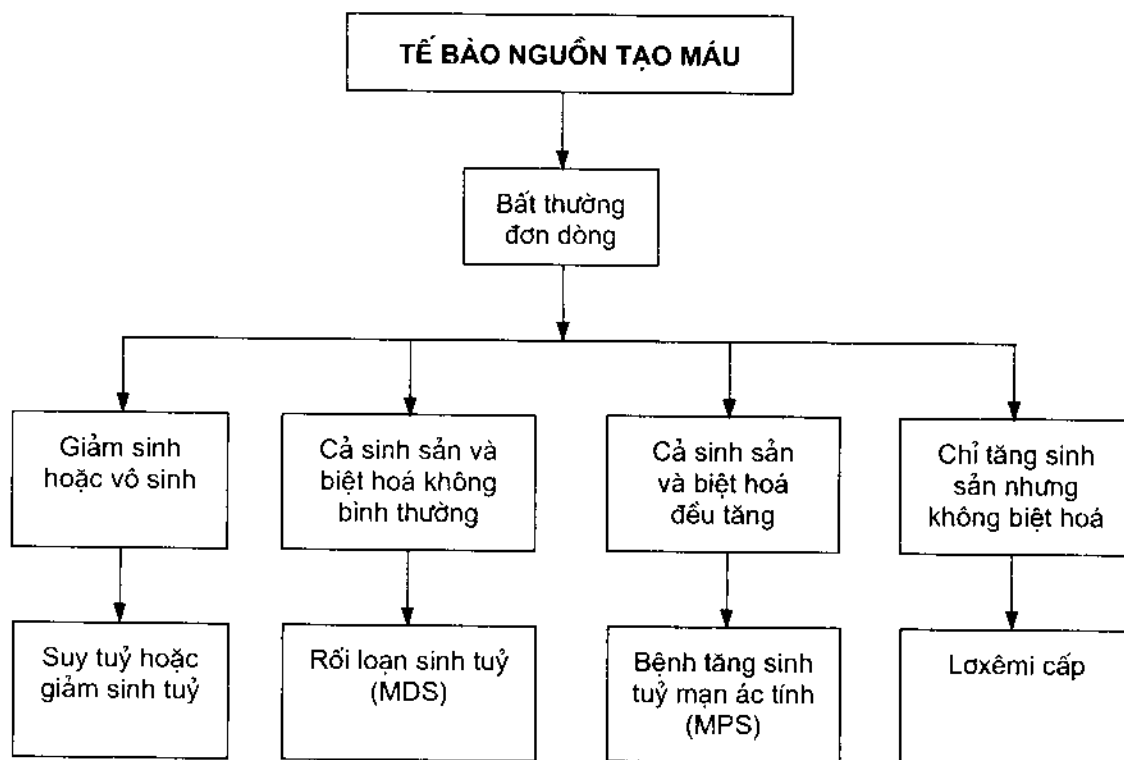 TẾ BÀO NGUỒN TẠO MÁU
Bất thường
đơn dòng
Giảm sinh
hoặc vô sinh
Cả sinh sản và
biệt hoá không
bình thường
Cả sinh sản
và biệt hoá
đều tăng
Chỉ tăng sinh
sản nhưng
không biệt hoá
Suy tuỷ hoặc
giảm sinh tuỷ
Rối loạn sinh tuỷ
(MDS)
Bệnh tăng sinh
tuỷ mạn ác tính
(MPS)
Lơxêmi cấp